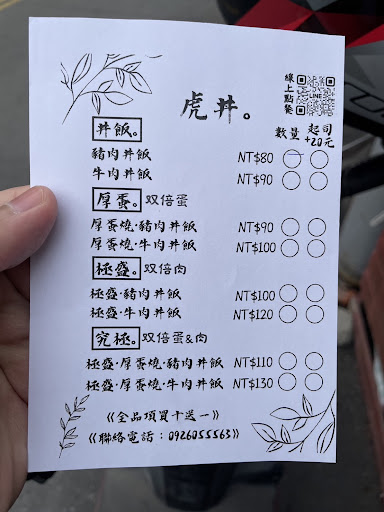 線上點餐
LINE
虎丼。
數量
起司
+20元
丼飯。
豬肉丼飯 NT$80
牛肉丼飯 NT$90
厚蛋。双倍蛋
厚蛋燒·豬肉丼飯 NT$90
厚蛋燒·牛肉丼飯 NT$100
極盛。双倍肉
極盛·豬肉丼飯 NT$100
極盛·牛肉丼飯 NT$120
究極。双倍蛋&肉
極盛·厚蛋燒·豬肉丼飯 NT$110
極盛·厚蛋燒·牛肉丼飯 NT$130
《全品項買十送一》
《聯絡電話：0926055563》